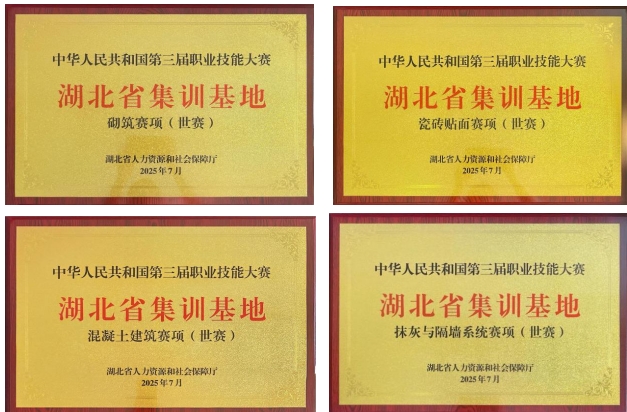 中华人民共和国第三届职业技能大赛
湖北省集训基地
砌筑赛项（世赛）
湖北省人力资源和社会保障厅
2025年7月
中华人民共和国第三届职业技能大赛
湖北省集训基地
瓷砖贴面赛项（世赛）
湖北省人力资源和社会保障厅
2025年7月
中华人民共和国第三届职业技能大赛
湖北省集训基地
混凝土建筑赛项（世赛）
湖北省人力资源和社会保障厅
2025年7月
中华人民共和国第三届职业技能大赛
湖北省集训基地
抹灰与隔墙系统赛项（世赛）
湖北省人力资源和社会保障厅
2025年7月